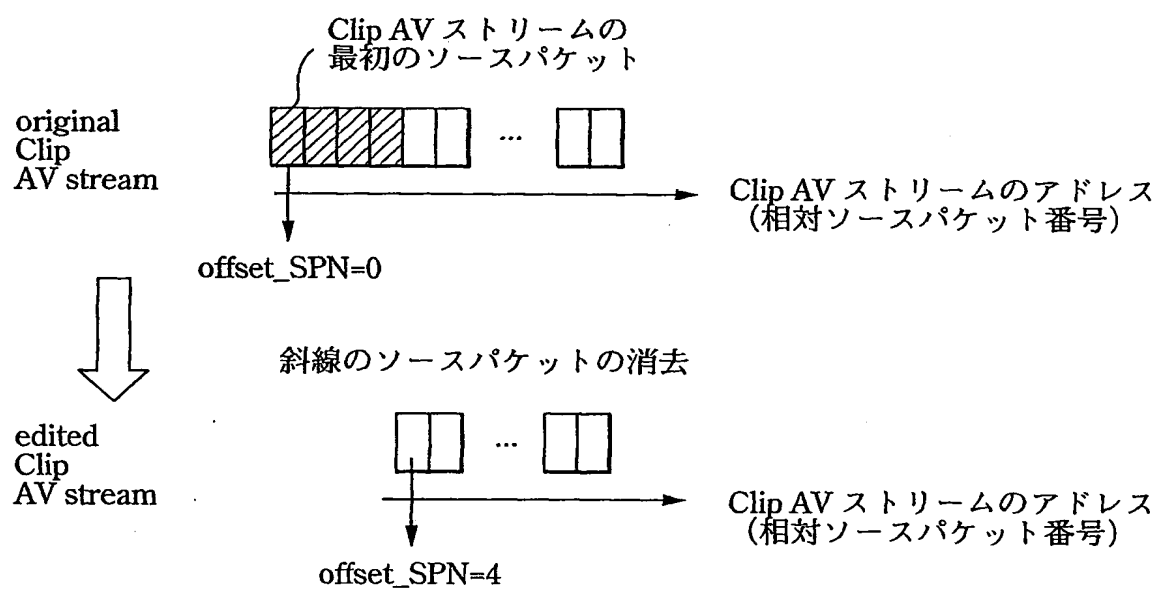 Clip AV ストリームの
最初のソースパケット
original
Clip
AV stream
...
Clip AV ストリームのアドレス
(相対ソースパケット番号)
offset_SPN=0
斜線のソースパケットの消去
edited
Clip
AV stream
...
Clip AV ストリームのアドレス
(相対ソースパケット番号)
offset_SPN=4